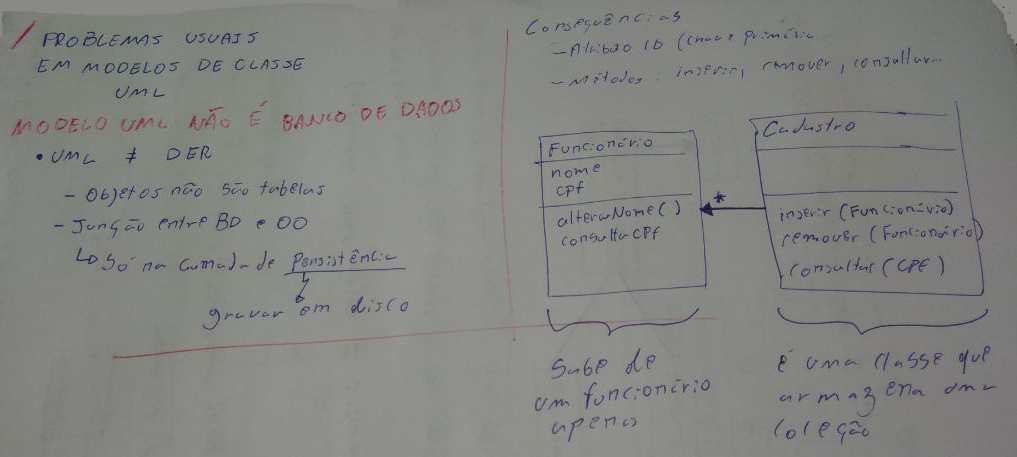 PROBLEMAS USUAIS
EM MODELOS DE CLASSE
UML
MODELO UML NÃO É BANCO DE DADOS
• UML ≠ DER
- Objetos não são tabelas
- Junção entre BD e OO
↳ Só na camada de Persistência
↳ gravar em disco
Consequências
- Atributo ID (chave primária
- Métodos: inserir, remover, consultar...
Funcionário
nome
cpf
alterarNome()
consultaCPF
*
Cadastro
inserir (Funcionário)
remover (Funcionário)
consultar (CPF)
Sabe de
um funcionário
apenas
É uma classe que
armazena uma
coleção